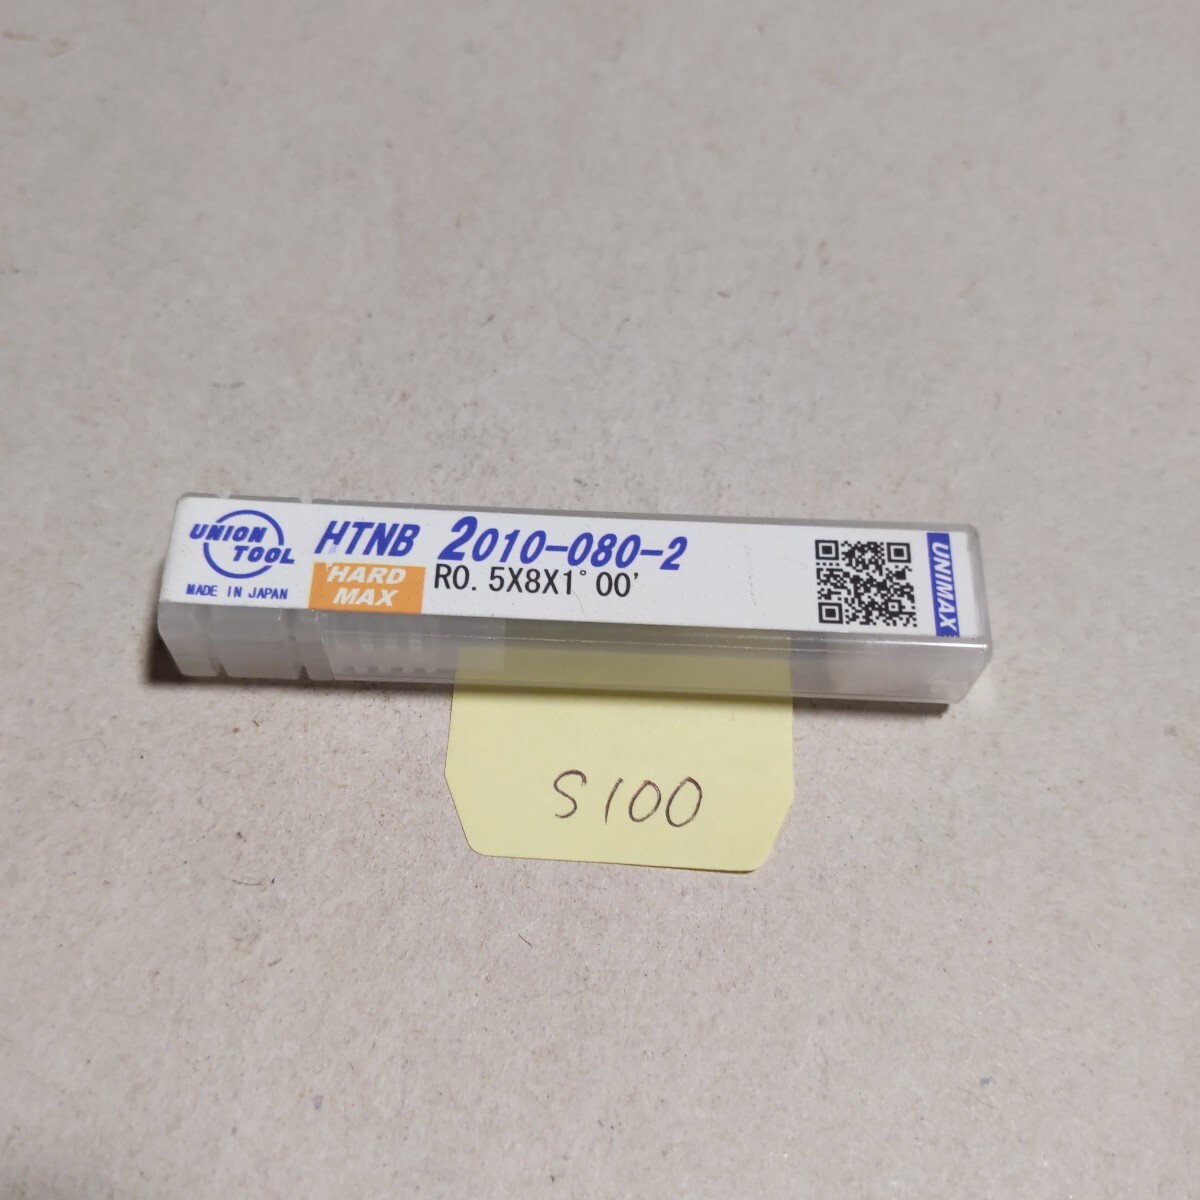 UNION
TOOL
MADE IN JAPAN
HTNB 2010-080-2
HARD
MAX
R0. 5X8X1° 00'
UNIMAX
S100